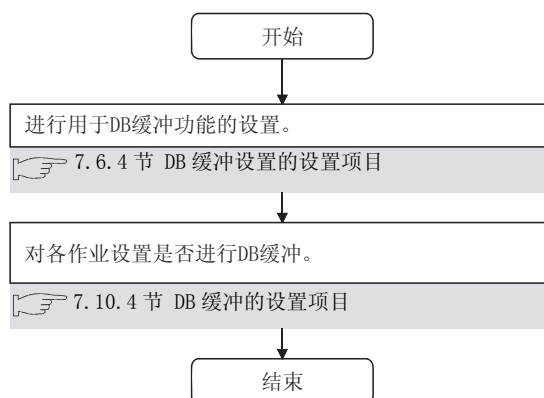 开始
进行用于DB缓冲功能的设置。
7.6.4 节 DB 缓冲设置的设置项目
对各作业设置是否进行DB缓冲。
7.10.4 节 DB 缓冲的设置项目
结束